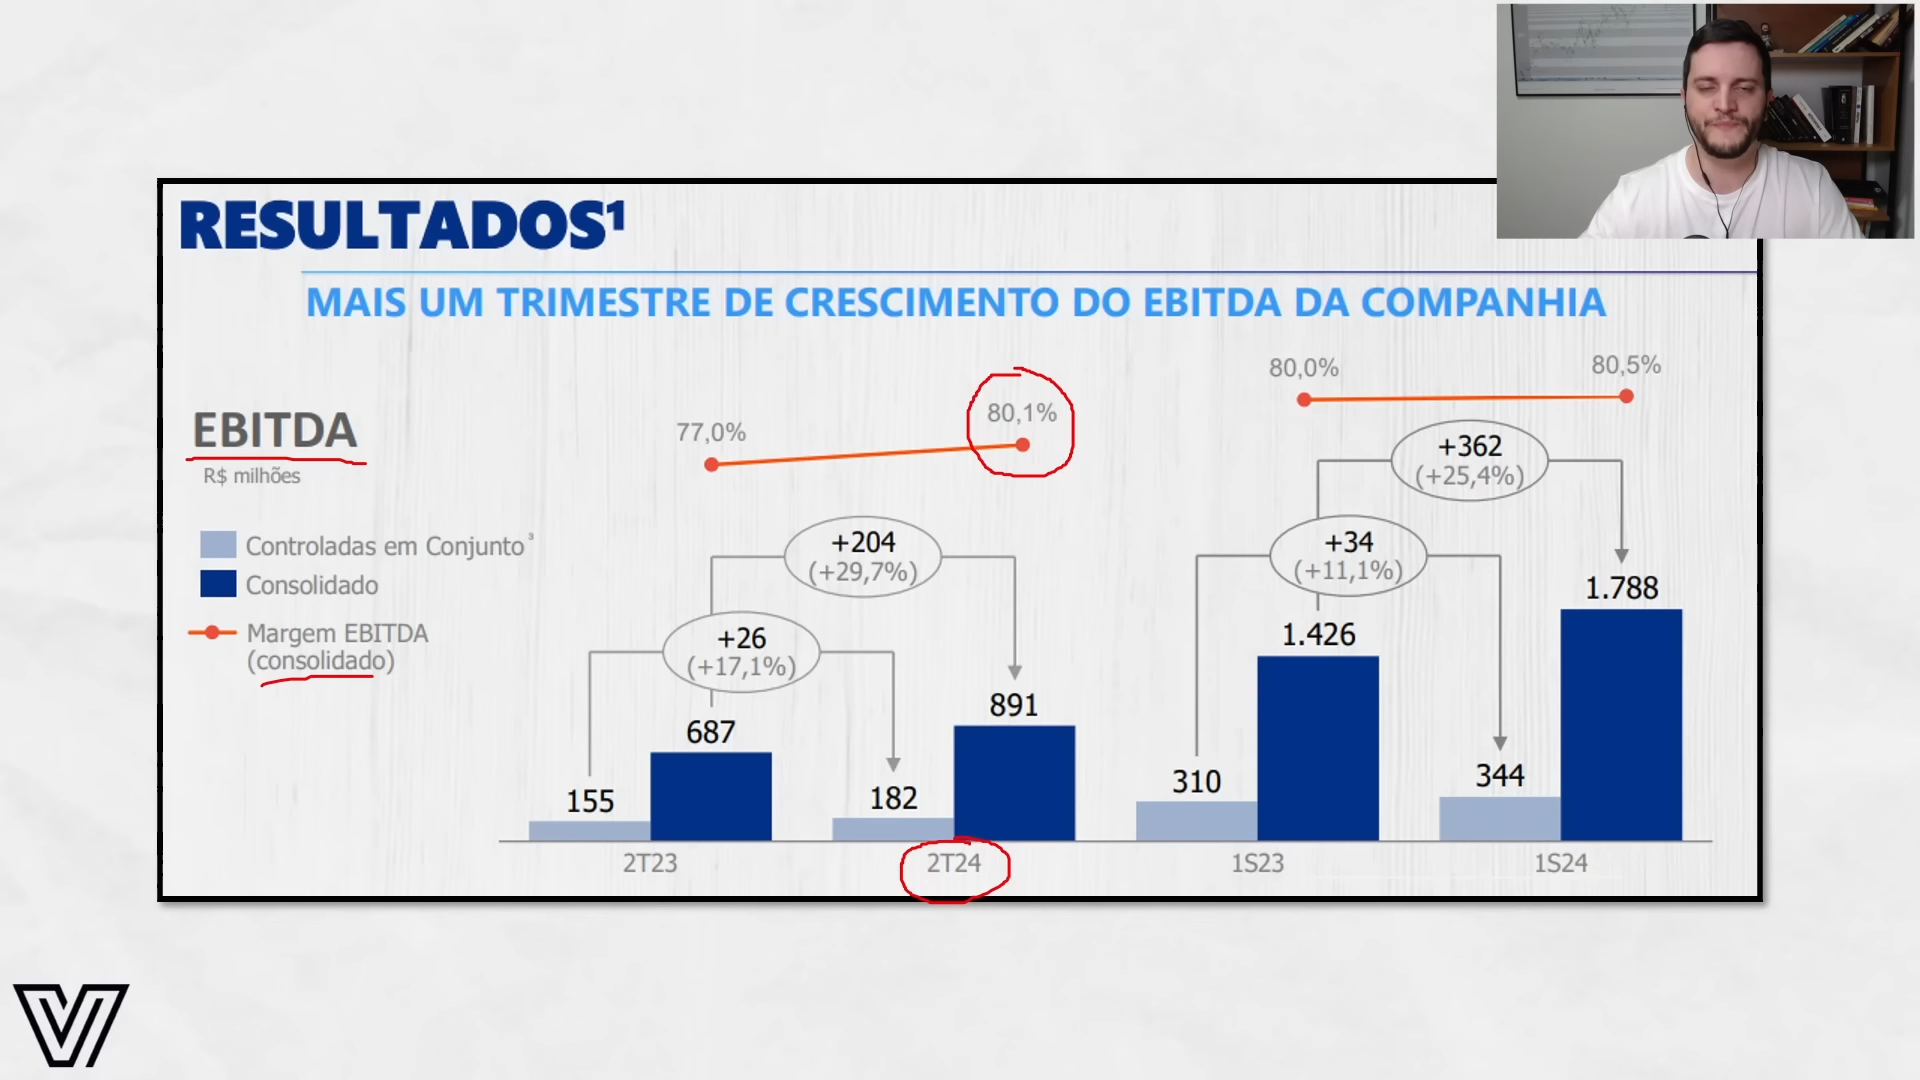 RESULTADOS¹
MAIS UM TRIMESTRE DE CRESCIMENTO DO EBITDA DA COMPANHIA
EBITDA
R$ milhões
Controladas em Conjunto³
Consolidado
Margem EBITDA
(consolidado)
77,0%
80,1%
80,0%
80,5%
+204
(+29,7%)
+26
(+17,1%)
+362
(+25,4%)
+34
(+11,1%)
155
687
182
891
310
1.426
344
1.788
2T23
2T24
1S23
1S24